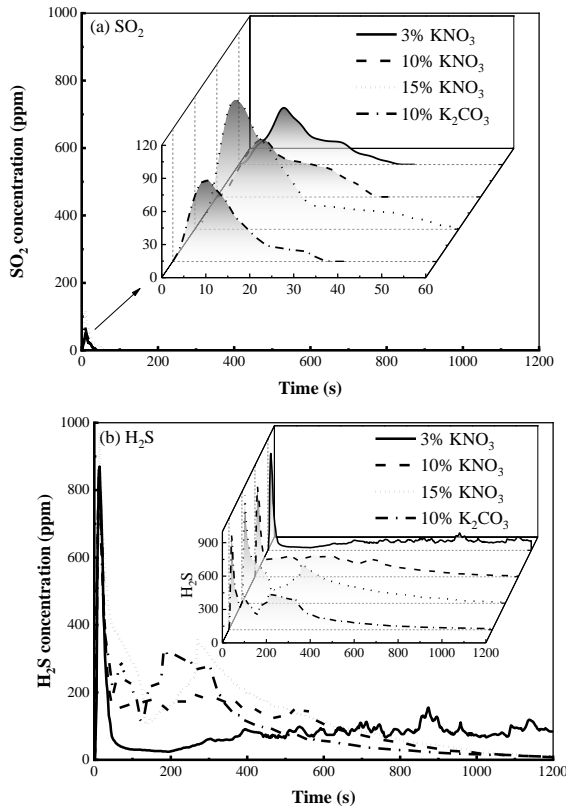 (a) SO₂
3% KNO₃
10% KNO₃
15% KNO₃
10% K₂CO₃
SO₂ concentration (ppm)
1000
800
600
400
200
0
120
90
60
30
0
0 10 20 30 40 50 60
0 200 400 600 800 1000 1200
Time (s)
(b) H₂S
3% KNO₃
10% KNO₃
15% KNO₃
10% K₂CO₃
H₂S concentration (ppm)
1000
800
600
400
200
0
H₂S
900
600
300
0
0 200 400 600 800 1000 1200
0 200 400 600 800 1000 1200
Time (s)